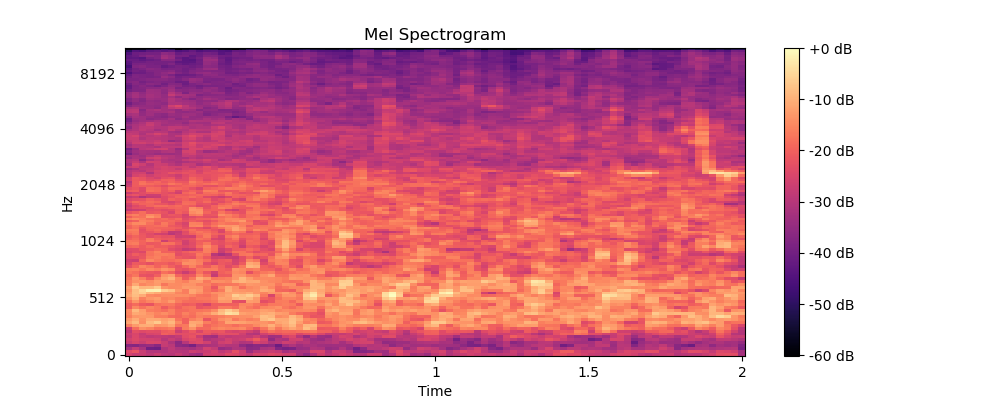 Mel Spectrogram
8192
4096
2048
1024
512
0
Hz
0
0.5
1
1.5
2
Time
+0 dB
-10 dB
-20 dB
-30 dB
-40 dB
-50 dB
-60 dB